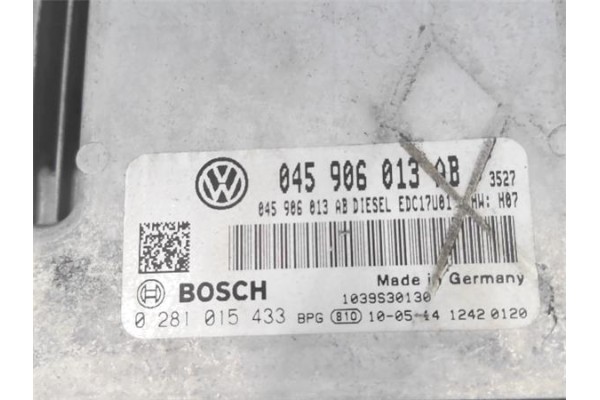 045 906 013 AB 3527
045 906 013 AB DIESEL EDC17U01 HW: H07
BOSCH
Made in Germany
1039S30130
0 281 015 433 BPG 810 10-05-14 1242 0120